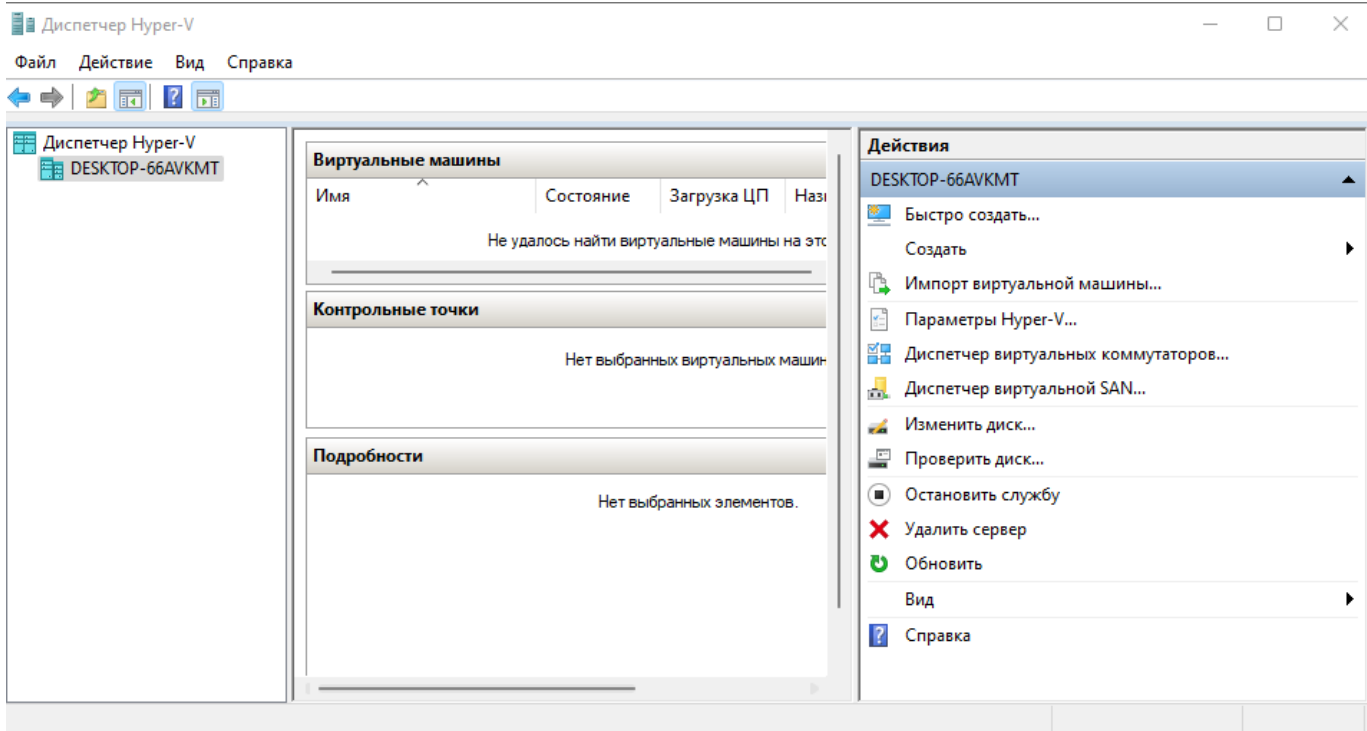 Диспетчер Hyper-V
Файл Действие Вид Справка
Диспетчер Hyper-V
DESKTOP-66AVKMT
Виртуальные машины
Имя Состояние Загрузка ЦП
Не удалось найти виртуальные машины на
Контрольные точки
Нет выбранных виртуальных
Подробности
Нет выбранных элементов.
Действия
DESKTOP-66AVKMT
Быстро создать...
Создать
Импорт виртуальной машины...
Параметры Hyper-V...
Диспетчер виртуальных коммутаторов...
Диспетчер виртуальной SAN...
Изменить диск...
Проверить диск...
Остановить службу
Удалить сервер
Обновить
Вид
Справка